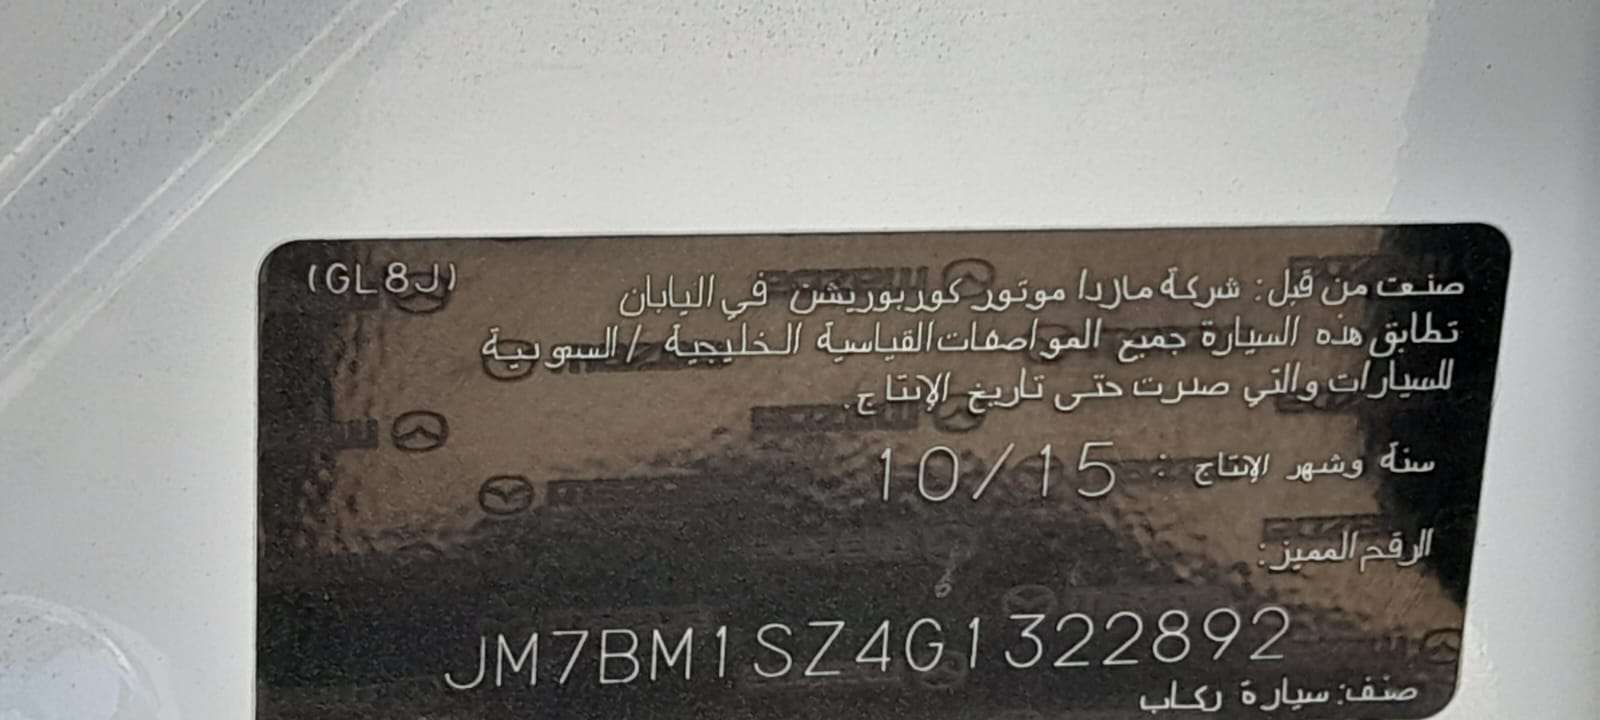 (GL8J)
صنعت من قبل: شركة مازدا موتور كوربوريشن في اليابان
تطابق هذه السيارة جميع المواصفات القياسية الخليجية / السعودية
للسيارات والتي صدرت حتى تاريخ الإنتاج.
سنة وشهر الإنتاج : 10/15
الرقم المميز:
JM7BM1SZ4G1322892
صنف: سيارة ركاب